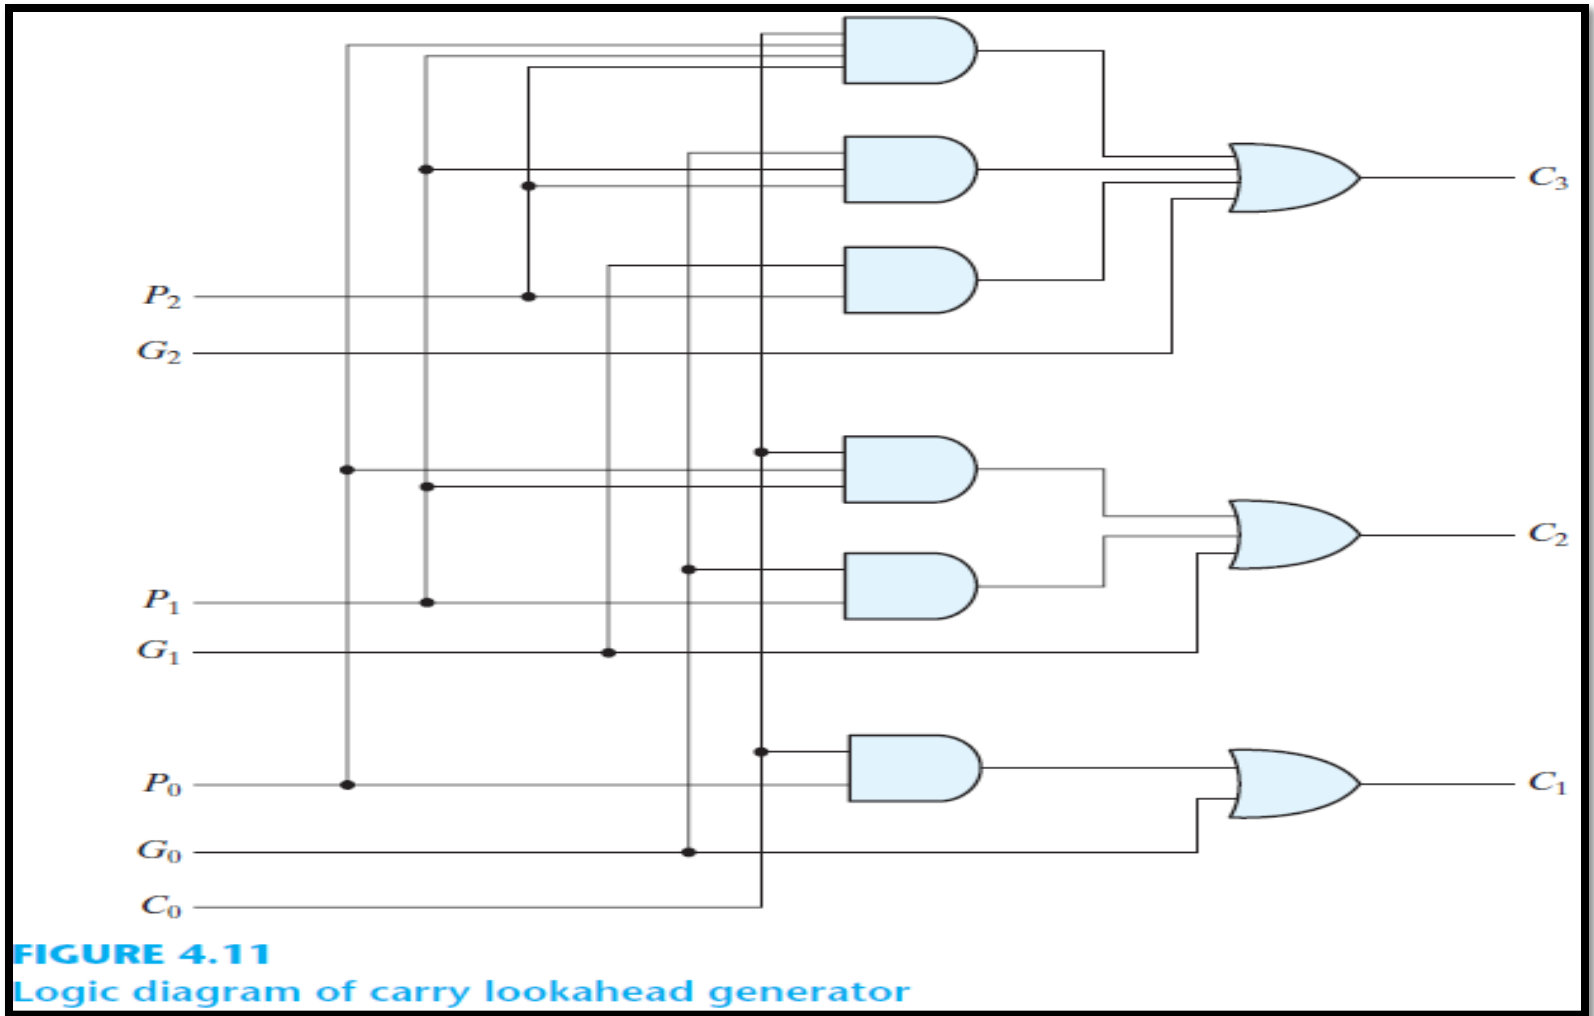 C₃
P₂
G₂
C₂
P₁
G₁
P₀
C₁
G₀
C₀
FIGURE 4.11
Logic diagram of carry lookahead generator